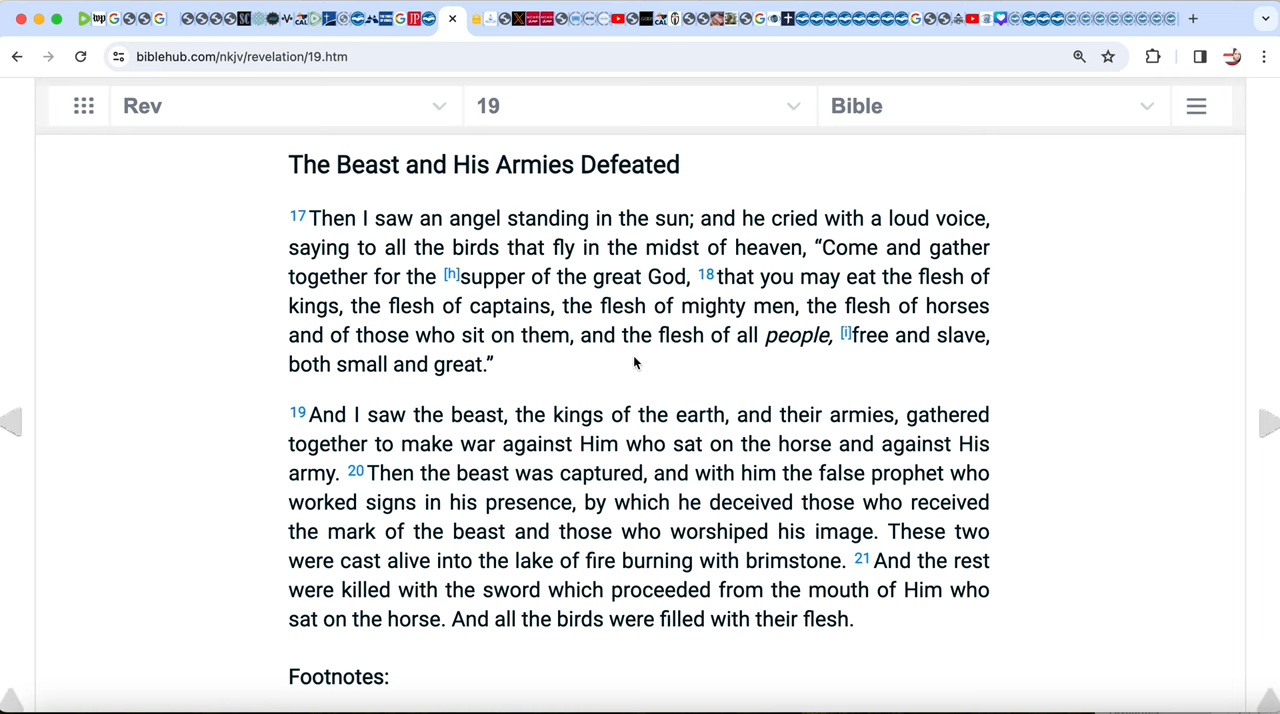 biblehub.com/nkjv/revelation/19.htm
Rev 19 Bible
The Beast and His Armies Defeated
17Then I saw an angel standing in the sun; and he cried with a loud voice,
saying to all the birds that fly in the midst of heaven, “Come and gather
together for the [h]supper of the great God, 18that you may eat the flesh of
kings, the flesh of captains, the flesh of mighty men, the flesh of horses
and of those who sit on them, and the flesh of all people, [i]free and slave,
both small and great.”
19And I saw the beast, the kings of the earth, and their armies, gathered
together to make war against Him who sat on the horse and against His
army. 20Then the beast was captured, and with him the false prophet who
worked signs in his presence, by which he deceived those who received
the mark of the beast and those who worshiped his image. These two
were cast alive into the lake of fire burning with brimstone. 21And the rest
were killed with the sword which proceeded from the mouth of Him who
sat on the horse. And all the birds were filled with their flesh.
Footnotes: